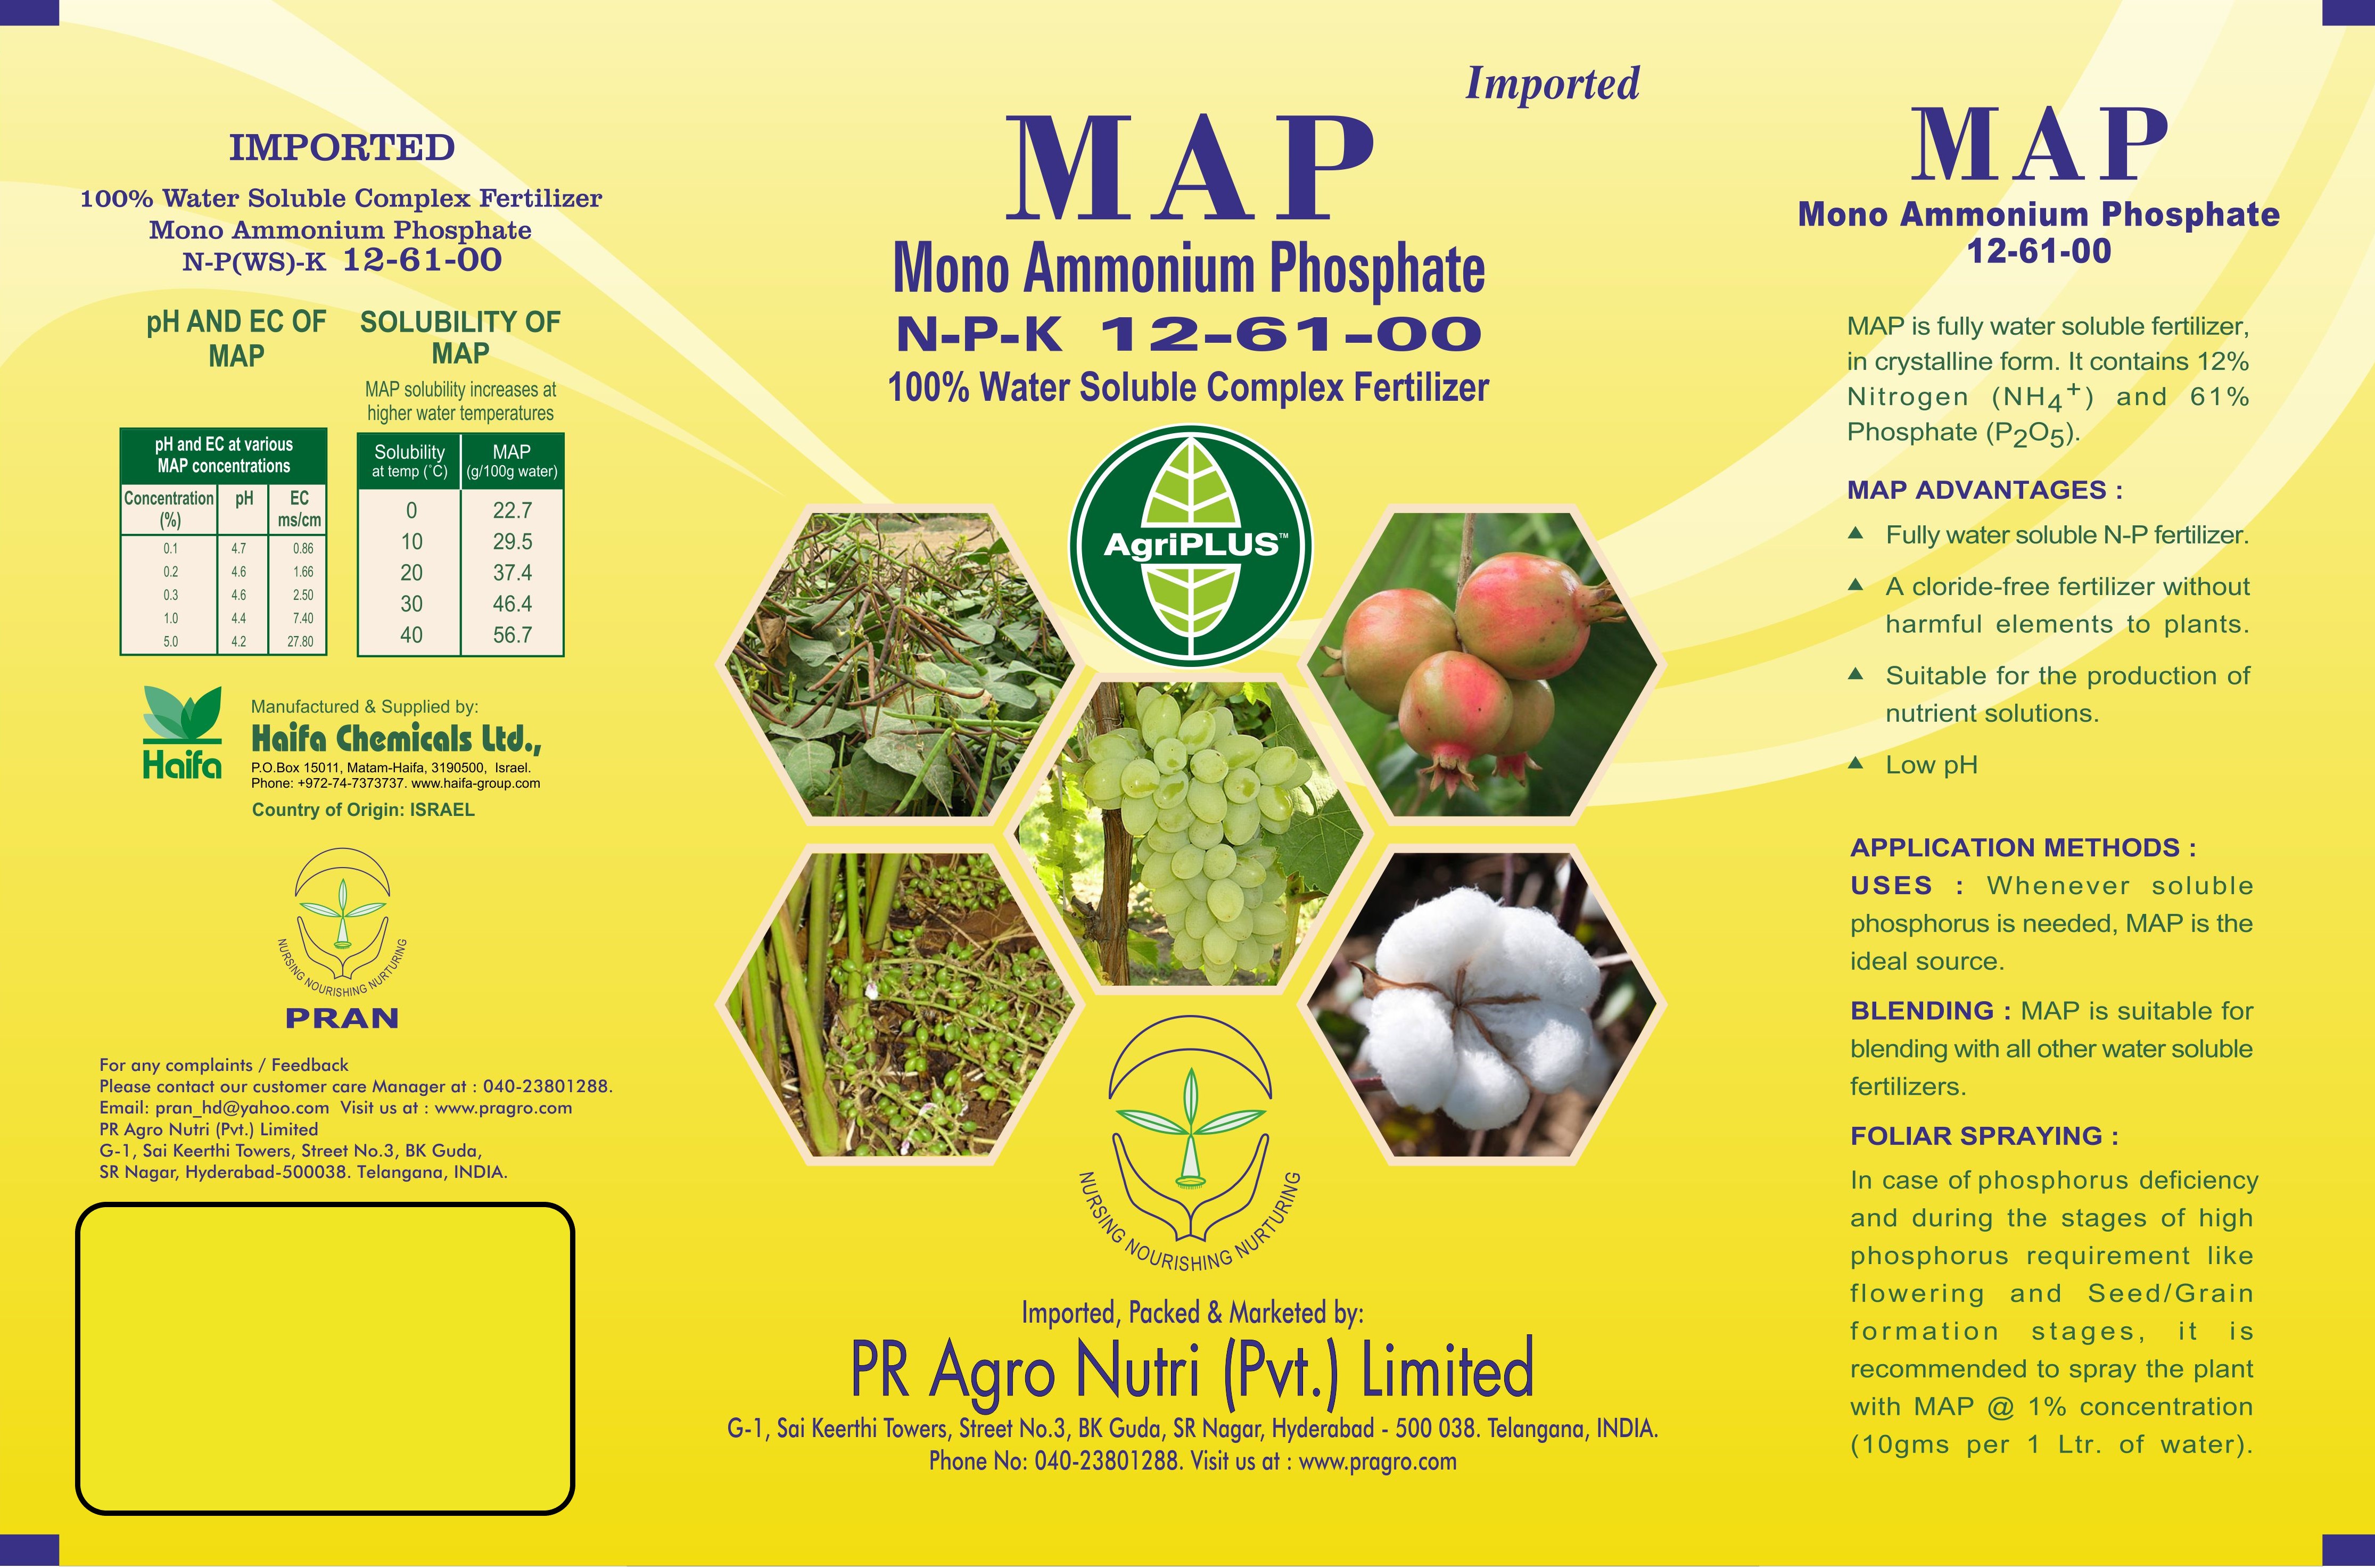 IMPORTED
100% Water Soluble Complex Fertilizer
Mono Ammonium Phosphate
N-P(WS)-K 12-61-00
pH AND EC OF
MAP
pH and EC at various
MAP concentrations
Concentration (%) pH EC ms/cm
0.1 4.7 0.86
0.2 4.6 1.66
0.3 4.6 2.50
1.0 4.4 7.40
5.0 4.2 27.80
SOLUBILITY OF
MAP
MAP solubility increases at
higher water temperatures
Solubility at temp (˚C) MAP (g/100g water)
0 22.7
10 29.5
20 37.4
30 46.4
40 56.7
Haifa
Manufactured & Supplied by:
Haifa Chemicals Ltd.,
P.O.Box 15011, Matam-Haifa, 3190500, Israel.
Phone: +972-74-7373737. www.haifa-group.com
Country of Origin: ISRAEL
NURSING NOURISHING NURTURING
PRAN
For any complaints / Feedback
Please contact our customer care Manager at : 040-23801288.
Email: pran_hd@yahoo.com Visit us at : www.pragro.com
PR Agro Nutri (Pvt.) Limited
G-1, Sai Keerthi Towers, Street No.3, BK Guda,
SR Nagar, Hyderabad-500038. Telangana, INDIA.
Imported
MAP
Mono Ammonium Phosphate
N-P-K 12-61-00
100% Water Soluble Complex Fertilizer
AgriPLUS™
NURSING NOURISHING NURTURING
Imported, Packed & Marketed by:
PR Agro Nutri (Pvt.) Limited
G-1, Sai Keerthi Towers, Street No.3, BK Guda, SR Nagar, Hyderabad - 500 038. Telangana, INDIA.
Phone No: 040-23801288. Visit us at : www.pragro.com
MAP
Mono Ammonium Phosphate
12-61-00
MAP is fully water soluble fertilizer,
in crystalline form. It contains 12%
Nitrogen (NH4+) and 61%
Phosphate (P2O5).
MAP ADVANTAGES :
▲ Fully water soluble N-P fertilizer.
▲ A cloride-free fertilizer without
harmful elements to plants.
▲ Suitable for the production of
nutrient solutions.
▲ Low pH
APPLICATION METHODS :
USES : Whenever soluble
phosphorus is needed, MAP is the
ideal source.
BLENDING : MAP is suitable for
blending with all other water soluble
fertilizers.
FOLIAR SPRAYING :
In case of phosphorus deficiency
and during the stages of high
phosphorus requirement like
flowering and Seed/Grain
formation stages, it is
recommended to spray the plant
with MAP @ 1% concentration
(10gms per 1 Ltr. of water).